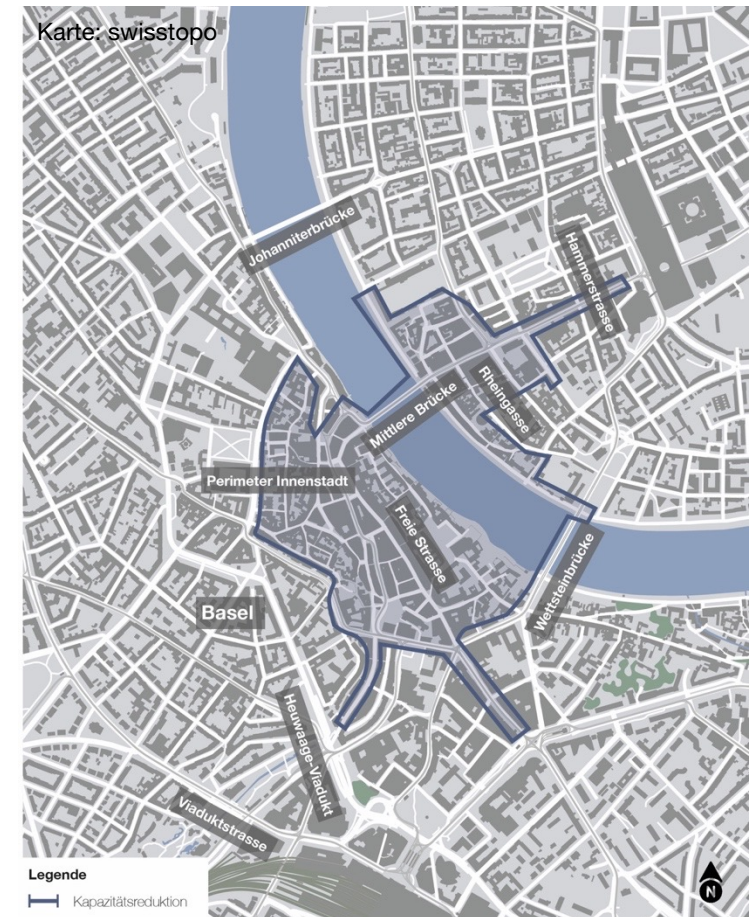 Karte: swisstopo
Johanniterbrücke
Hammerstrasse
Mittlere Brücke
Rheingasse
Perimeter Innenstadt
Freie Strasse
Wettsteinbrücke
Basel
Heuwaage-Viadukt
Viaduktstrasse
Legende
Kapazitätsreduktion
N